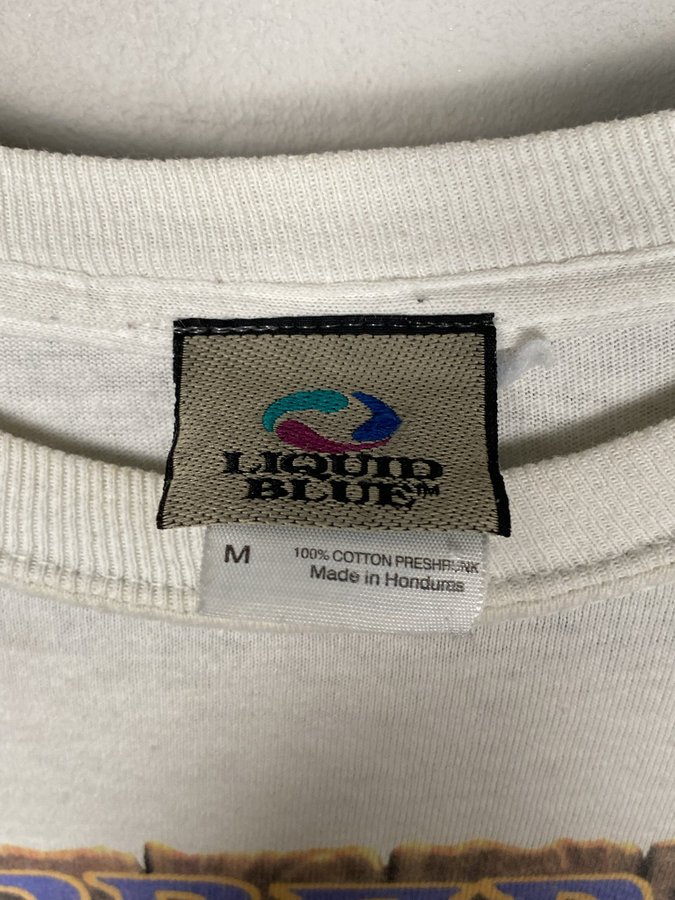 LIQUID
BLUE™
M
100% COTTON PRESHRUNK
Made in Honduras